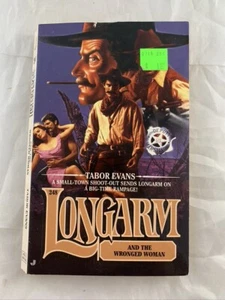 TABOR EVANS
A SMALL-TOWN SHOOT-OUT SENDS LONGARM ON
A BIG-TIME RAMPAGE!
LONGARM
AND THE
WRONGED WOMAN
J